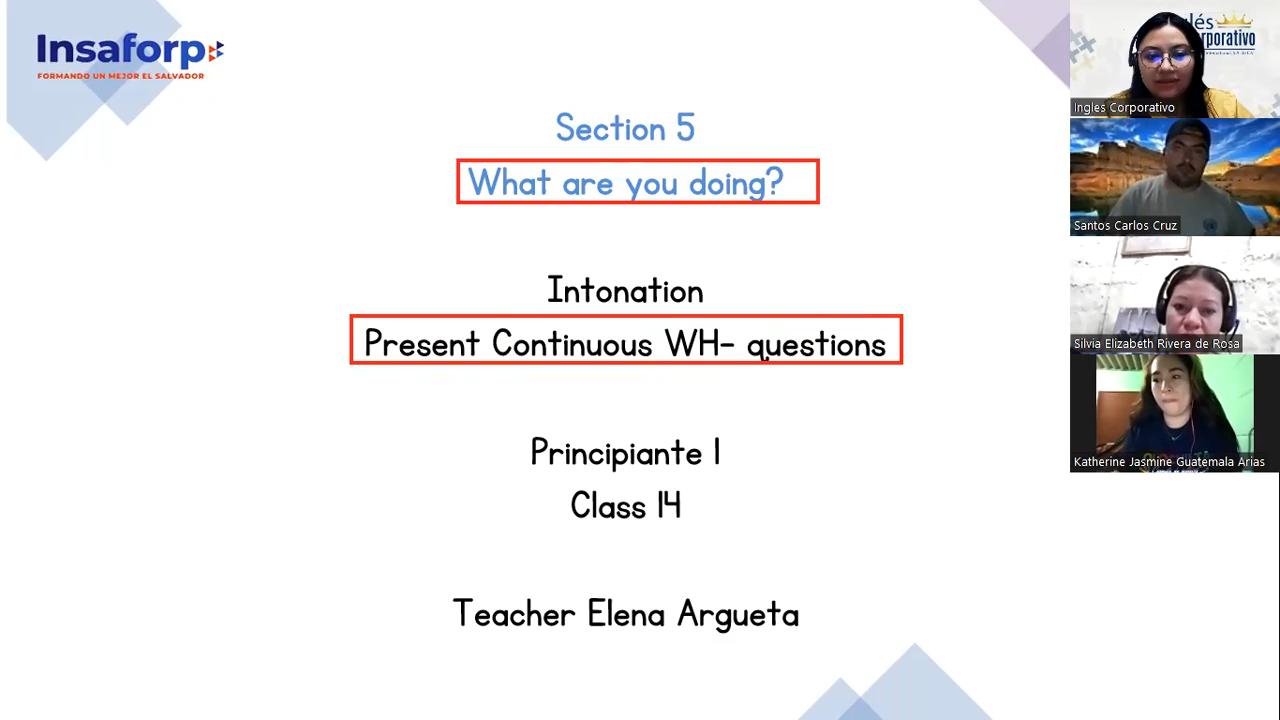 Insaforp
FORMANDO UN MEJOR EL SALVADOR
Section 5
What are you doing?
Intonation
Present Continuous WH- questions
Principiante 1
Class 14
Teacher Elena Argueta
Ingles Corporativo
Santos Carlos Cruz
Silvia Elizabeth Rivera de Rosa
Katherine Jasmine Guatemala Arias